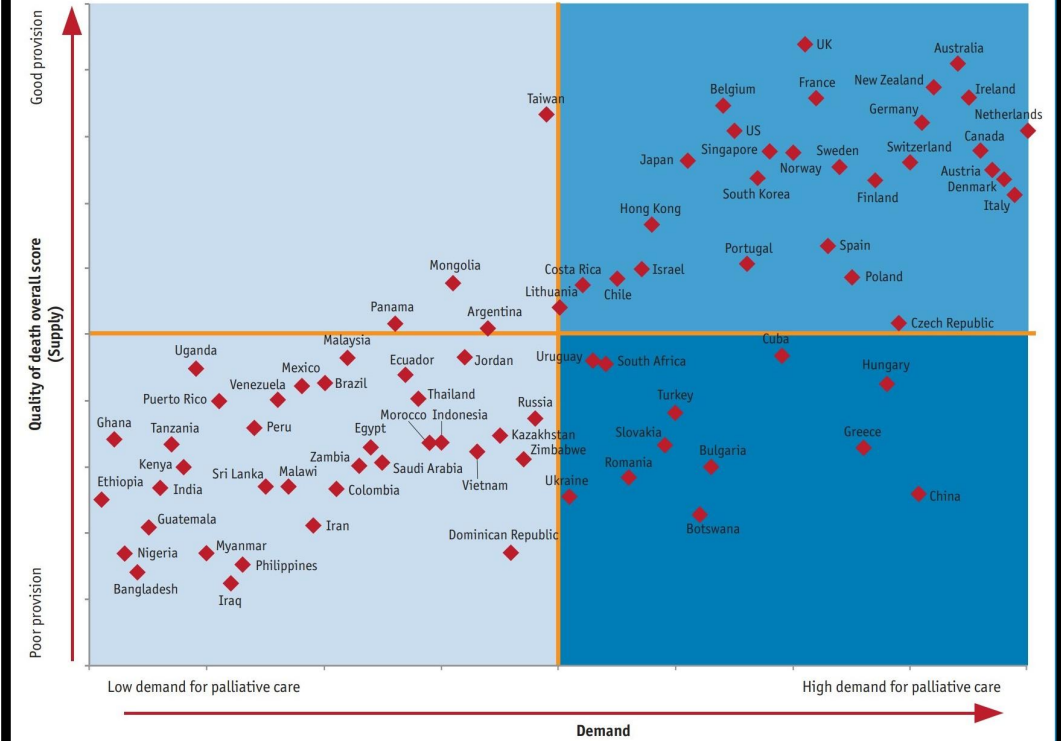 Good provision
Quality of death overall score
(Supply)
Poor provision
UK
Australia
France
New Zealand
Ireland
Belgium
Taiwan
Germany
Netherlands
US
Canada
Singapore
Sweden
Switzerland
Japan
Norway
Austria
South Korea
Denmark
Finland
Italy
Hong Kong
Portugal
Spain
Mongolia
Costa Rica
Israel
Poland
Chile
Lithuania
Panama
Argentina
Czech Republic
Malaysia
Cuba
Uganda
Ecuador
Jordan
Uruguay
South Africa
Hungary
Mexico
Venezuela
Brazil
Puerto Rico
Thailand
Turkey
Russia
Morocco
Indonesia
Ghana
Tanzania
Peru
Egypt
Kazakhstan
Slovakia
Greece
Zimbabwe
Bulgaria
Kenya
Zambia
Saudi Arabia
Romania
Sri Lanka
Malawi
Ethiopia
India
Colombia
Vietnam
Ukraine
China
Guatemala
Iran
Botswana
Dominican Republic
Nigeria
Myanmar
Philippines
Bangladesh
Iraq
Low demand for palliative care
High demand for palliative care
Demand